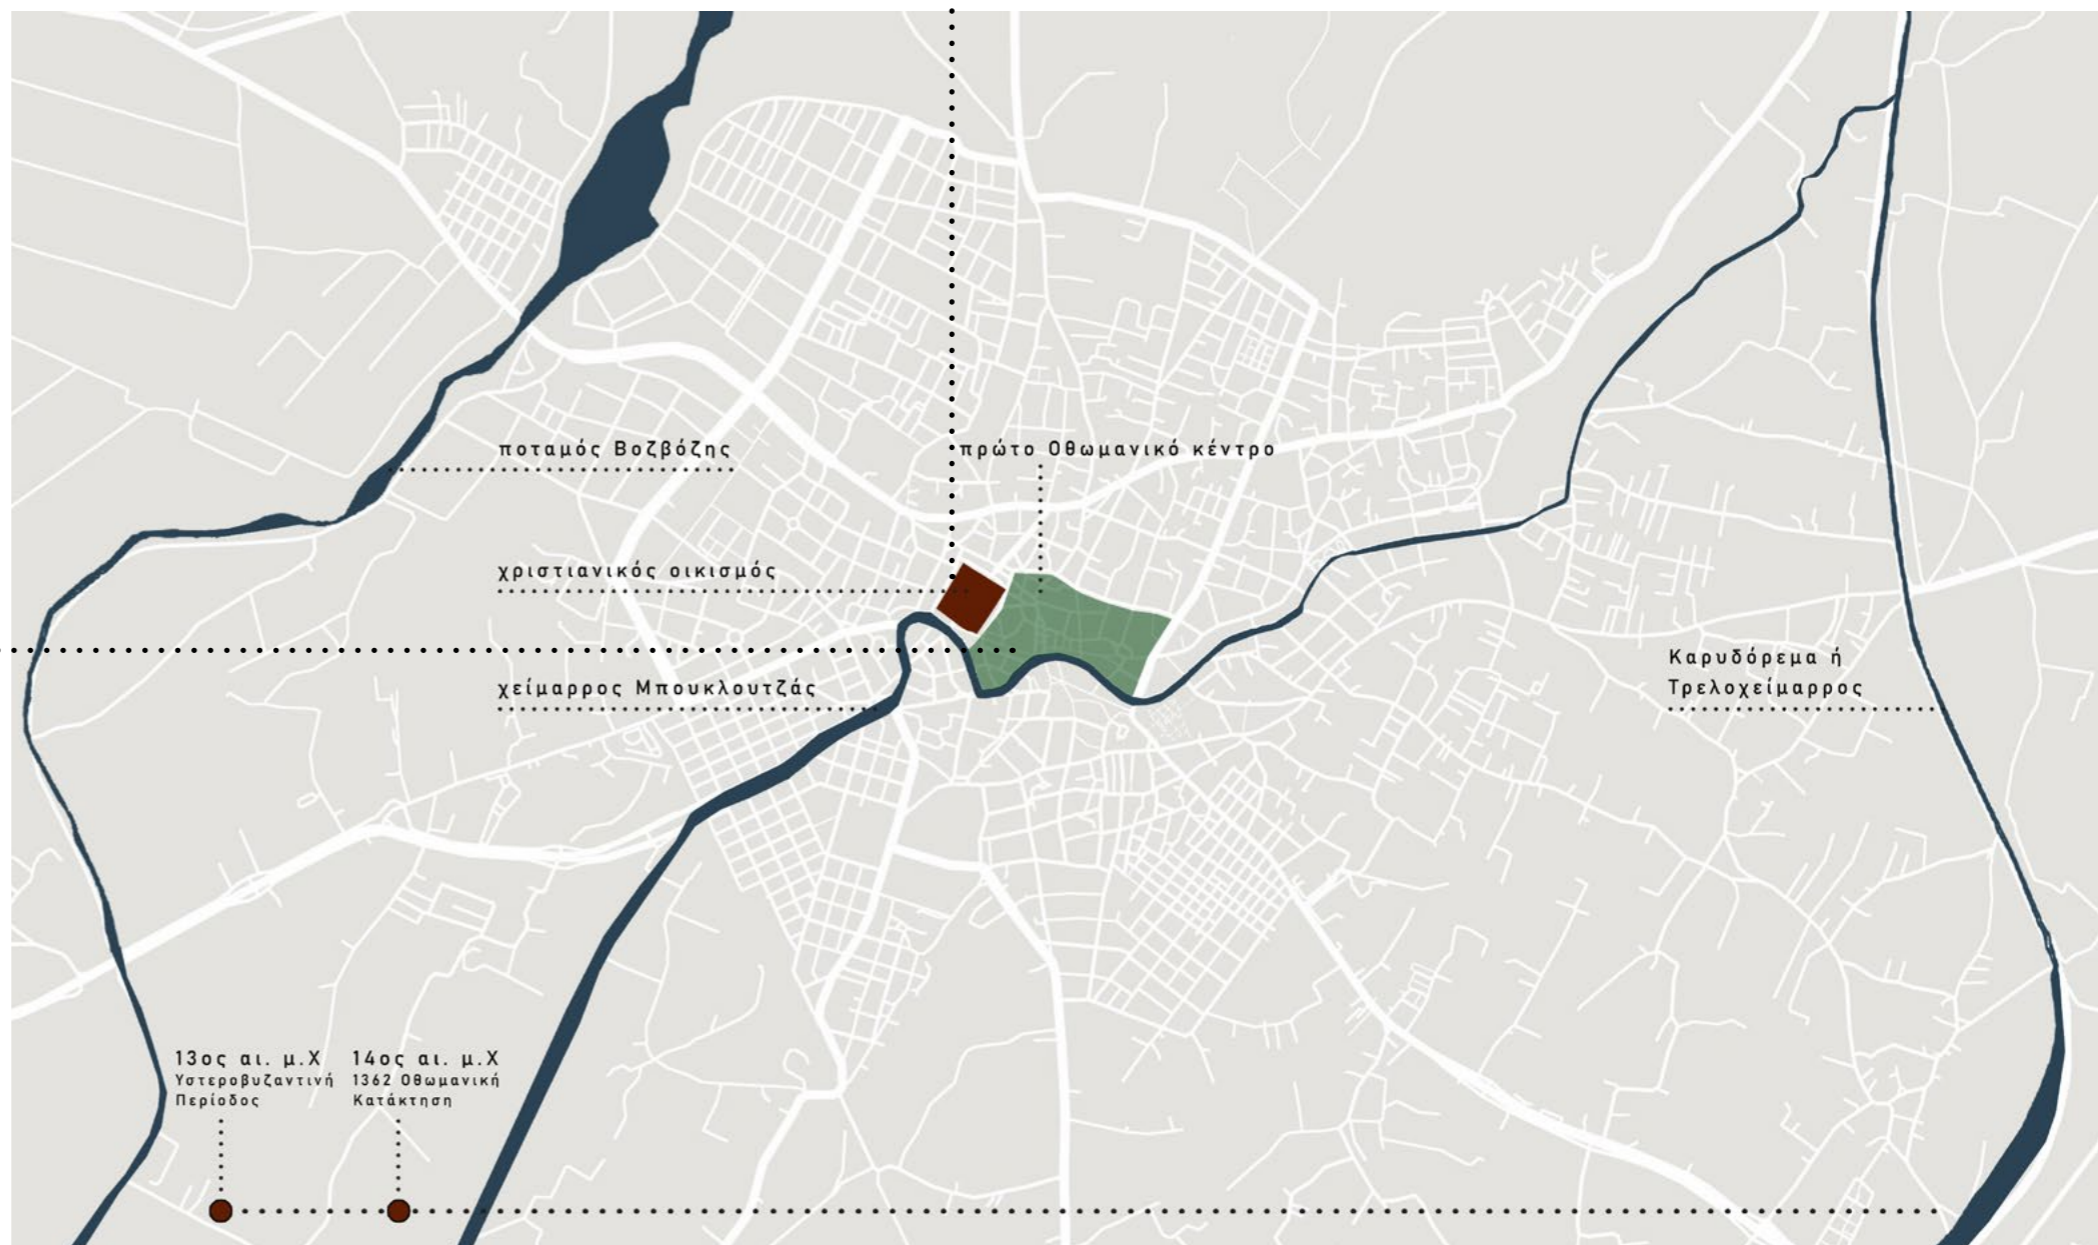 ποταμός Βοζβόζης
πρώτο Οθωμανικό κέντρο
χριστιανικός οικισμός
χείμαρρος Μπουκλουτζάς
Καρυδόρεμα ή
Τρελοχείμαρρος
13ος αι. μ.Χ
Υστεροβυζαντινή
Περίοδος
14ος αι. μ.Χ
1362 Οθωμανική
Κατάκτηση